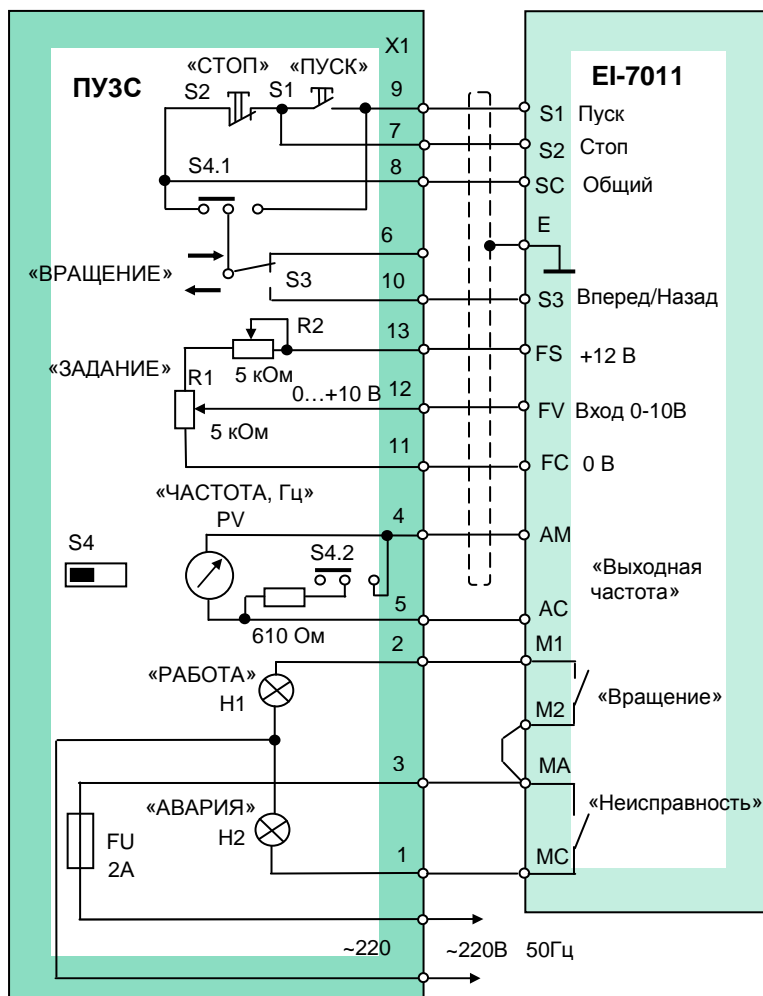 X1
ПУ3С
EI-7011
«СТОП» «ПУСК»
S2 S1
9
S1 Пуск
7
S2 Стоп
S4.1
8
SC Общий
E
6
«ВРАЩЕНИЕ»
S3
10
S3 Вперед/Назад
R2
13
FS +12 В
«ЗАДАНИЕ»
R1
5 кОм
0…+10 В
12
FV Вход 0-10В
5 кОм
11
FC 0 В
«ЧАСТОТА, Гц»
PV
4
AM
S4
S4.2
«Выходная
частота»
5
AC
610 Ом
2
M1
«РАБОТА»
H1
«Вращение»
M2
3
MA
«АВАРИЯ»
H2
«Неисправность»
FU
2A
1
MC
~220 ~220В 50Гц